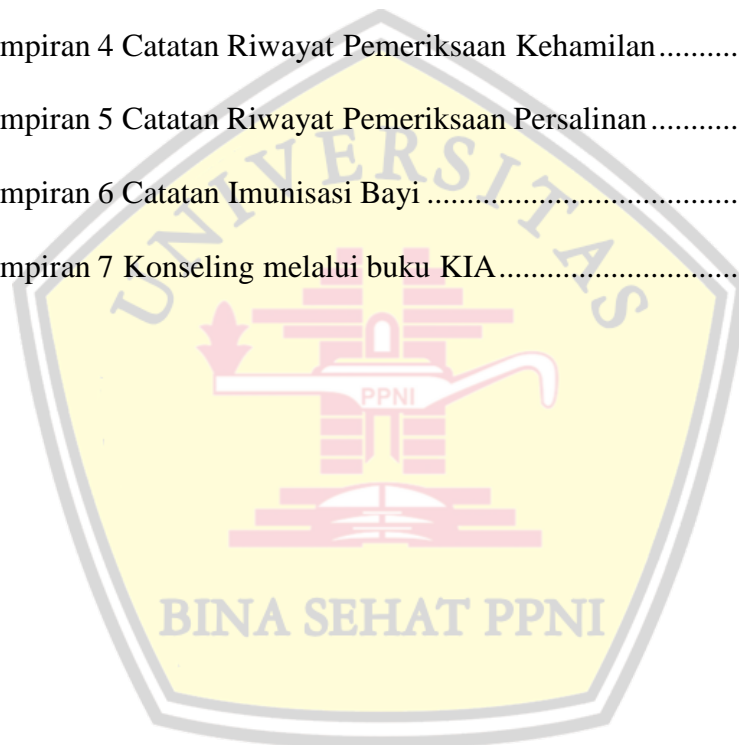 mpiran 4 Catatan Riwayat Pemeriksaan Kehamilan..........
mpiran 5 Catatan Riwayat Pemeriksaan Persalinan...........
mpiran 6 Catatan Imunisasi Bayi.......................................
mpiran 7 Konseling melalui buku KIA..............................
UNIVERSITAS
PPNI
BINA SEHAT PPNI